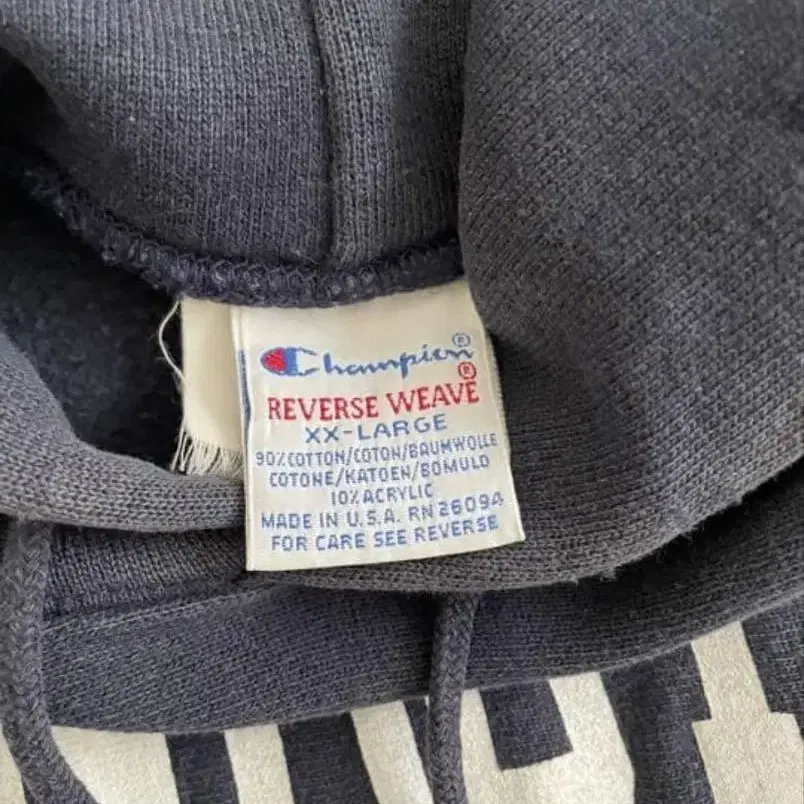 Champion®
REVERSE WEAVE®
XX-LARGE
90% COTTON/COTON/BAUMWOLLE
COTONE/KATOEN/BOMULD
10% ACRYLIC
MADE IN U.S.A. RN 26094
FOR CARE SEE REVERSE